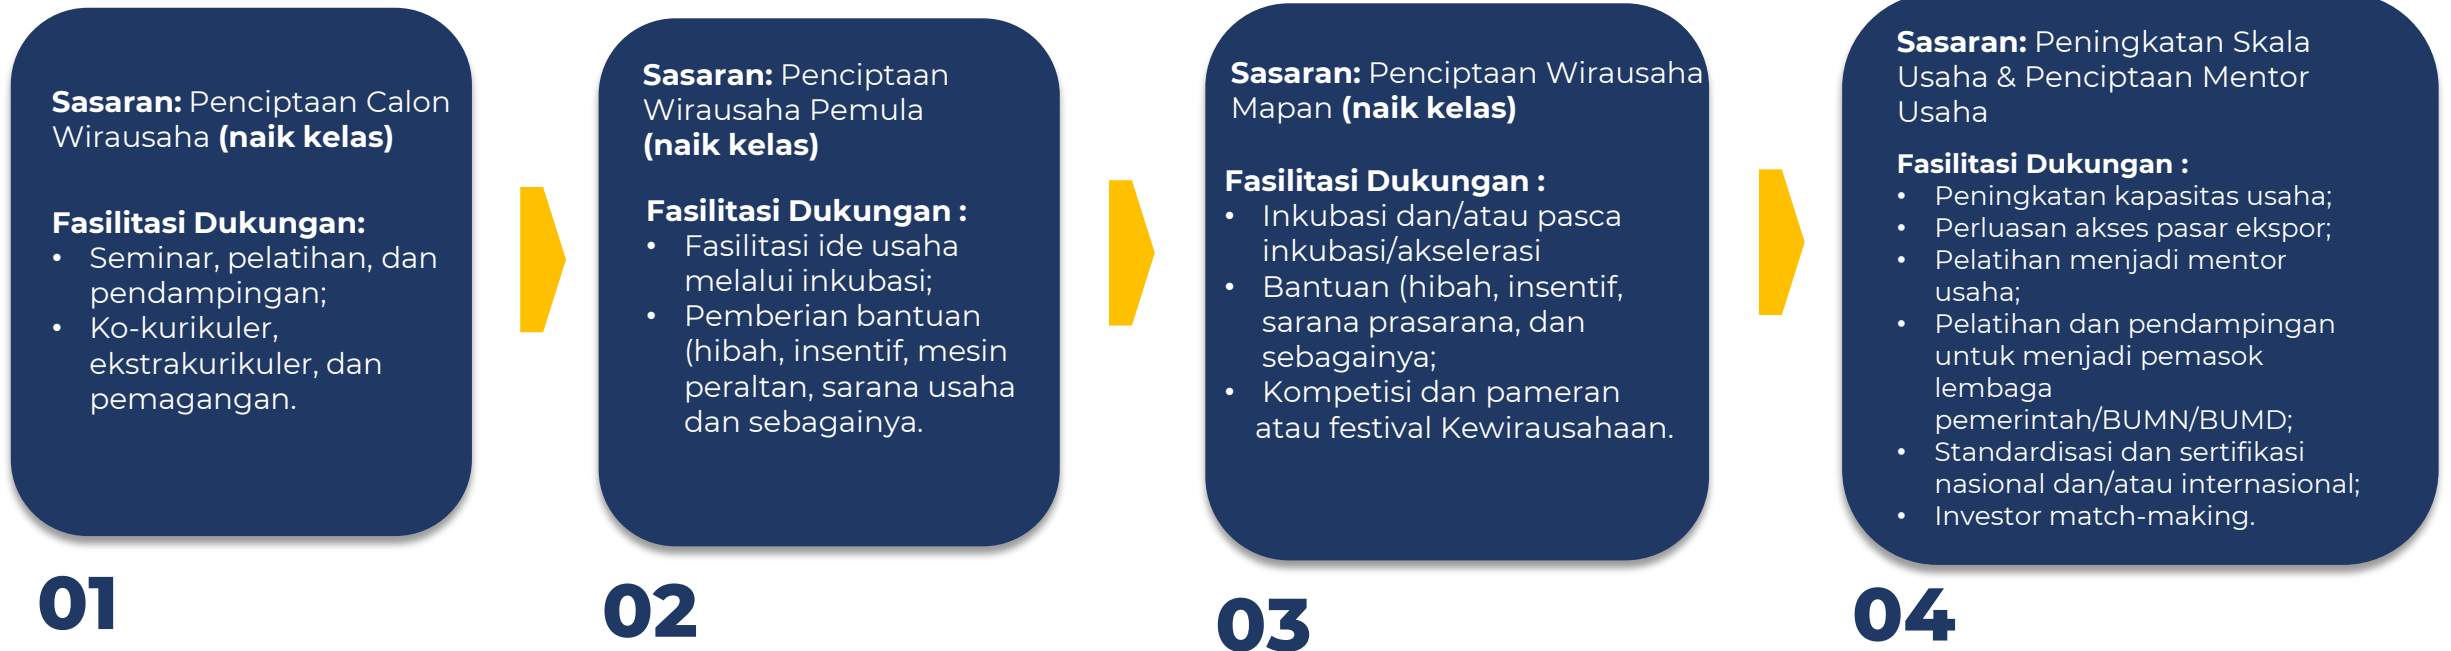 Sasaran: Penciptaan Calon
Wirausaha (naik kelas)
Fasilitasi Dukungan:
• Seminar, pelatihan, dan
pendampingan;
• Ko-kurikuler,
ekstrakurikuler, dan
pemagangan.
01
Sasaran: Penciptaan
Wirausaha Pemula
(naik kelas)
Fasilitasi Dukungan :
• Fasilitasi ide usaha
melalui inkubasi;
• Pemberian bantuan
(hibah, insentif, mesin
peraltan, sarana usaha
dan sebagainya.
02
Sasaran: Penciptaan Wirausaha
Mapan (naik kelas)
Fasilitasi Dukungan :
• Inkubasi dan/atau pasca
inkubasi/akselerasi
• Bantuan (hibah, insentif,
sarana prasarana, dan
sebagainya;
• Kompetisi dan pameran
atau festival Kewirausahaan.
03
Sasaran: Peningkatan Skala
Usaha & Penciptaan Mentor
Usaha
Fasilitasi Dukungan :
• Peningkatan kapasitas usaha;
• Perluasan akses pasar ekspor;
• Pelatihan menjadi mentor
usaha;
• Pelatihan dan pendampingan
untuk menjadi pemasok
lembaga
pemerintah/BUMN/BUMD;
• Standardisasi dan sertifikasi
nasional dan/atau internasional;
• Investor match-making.
04